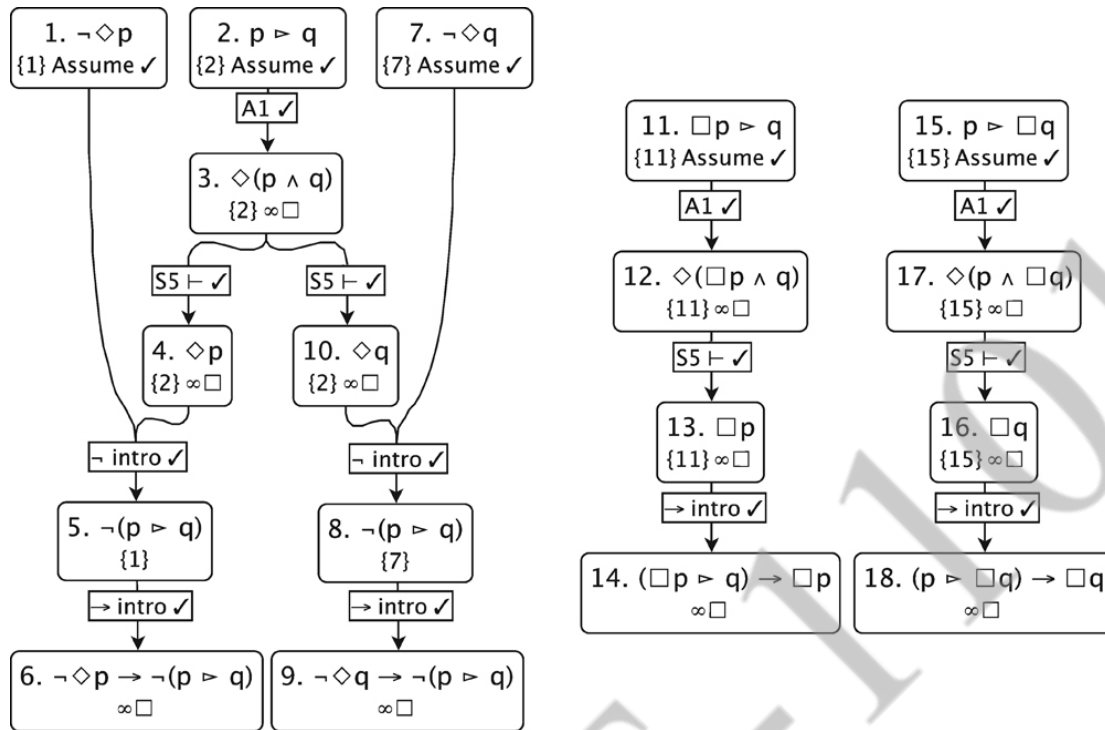 1. ¬◇p
{1} Assume ✓
2. p ▻ q
{2} Assume ✓
7. ¬◇q
{7} Assume ✓
A1 ✓
3. ◇(p ∧ q)
{2} ∞□
S5 ⊢ ✓
S5 ⊢ ✓
4. ◇p
{2} ∞□
10. ◇q
{2} ∞□
¬ intro ✓
¬ intro ✓
5. ¬(p ▻ q)
{1}
8. ¬(p ▻ q)
{7}
→ intro ✓
→ intro ✓
6. ¬◇p → ¬(p ▻ q)
∞□
9. ¬◇q → ¬(p ▻ q)
∞□
11. □p ▻ q
{11} Assume ✓
A1 ✓
12. ◇(□p ∧ q)
{11} ∞□
S5 ⊢ ✓
13. □p
{11} ∞□
→ intro ✓
14. (□p ▻ q) → □p
∞□
15. p ▻ □q
{15} Assume ✓
A1 ✓
17. ◇(p ∧ □q)
{15} ∞□
S5 ⊢ ✓
16. □q
{15} ∞□
→ intro ✓
18. (p ▻ □q) → □q
∞□